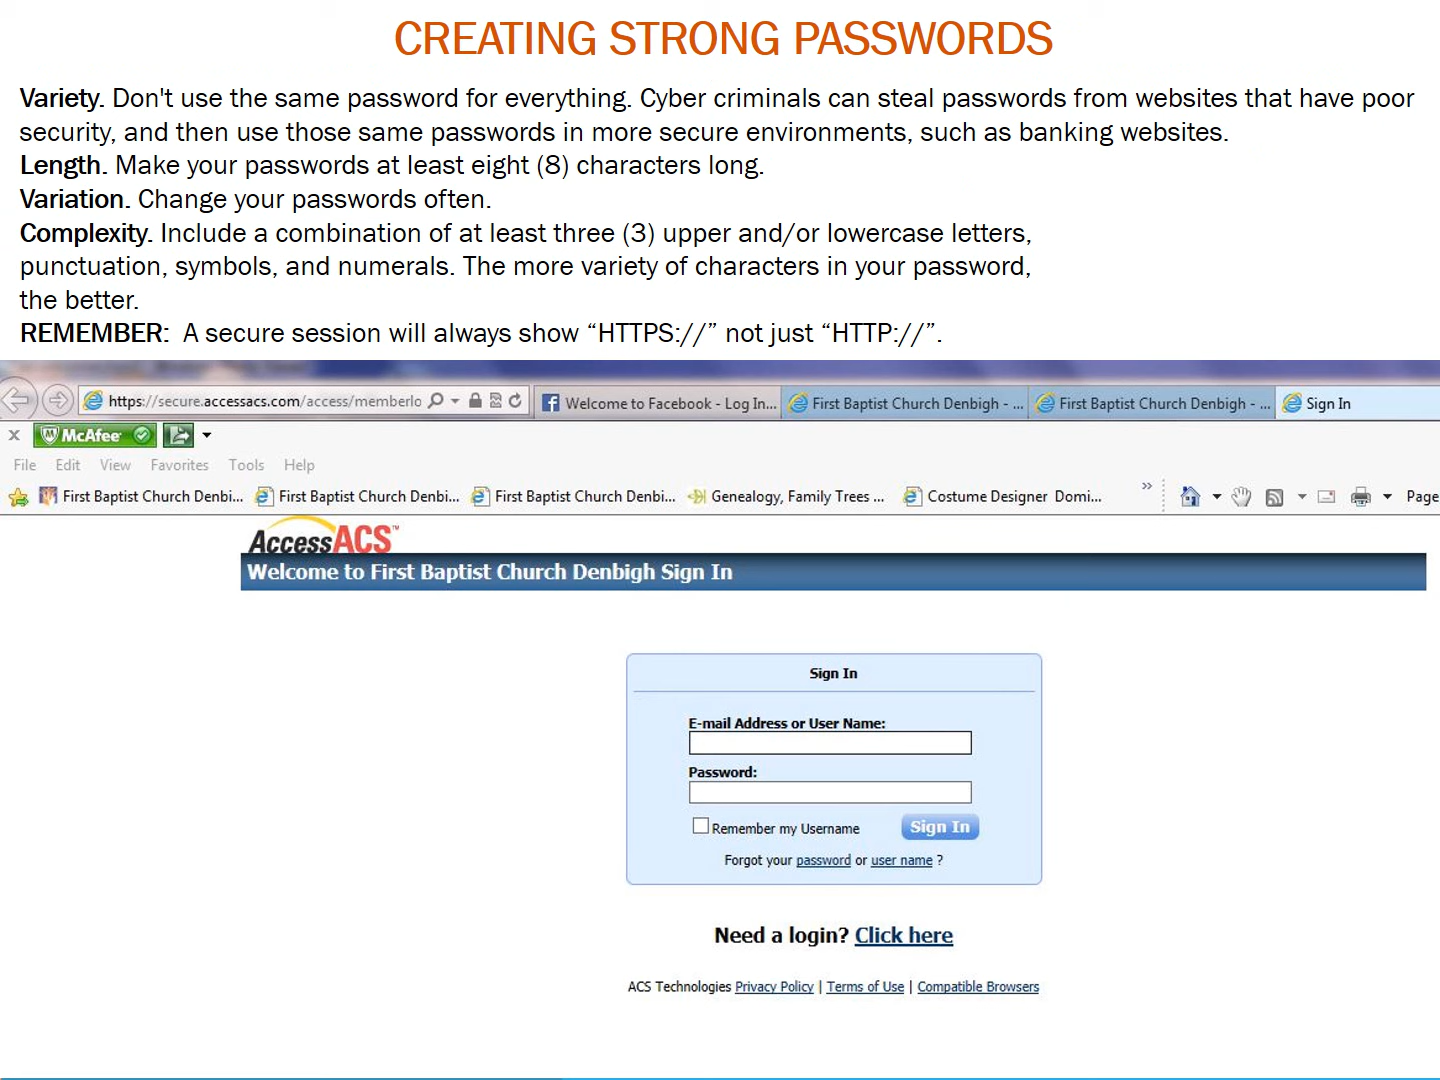 CREATING STRONG PASSWORDS
Variety. Don't use the same password for everything. Cyber criminals can steal passwords from websites that have poor
security, and then use those same passwords in more secure environments, such as banking websites.
Length. Make your passwords at least eight (8) characters long.
Variation. Change your passwords often.
Complexity. Include a combination of at least three (3) upper and/or lowercase letters,
punctuation, symbols, and numerals. The more variety of characters in your password,
the better.
REMEMBER:  A secure session will always show “HTTPS://” not just “HTTP://”.
https://secure.accessacs.com/access/memberlo Welcome to Facebook - Log In... First Baptist Church Denbigh - ... First Baptist Church Denbigh - ... Sign In
x McAfee
File Edit View Favorites Tools Help
First Baptist Church Denbi... First Baptist Church Denbi... First Baptist Church Denbi... Genealogy, Family Trees ... Costume Designer Domi... » Page
AccessACS™
Welcome to First Baptist Church Denbigh Sign In
Sign In
E-mail Address or User Name:
Password:
Remember my Username Sign In
Forgot your password or user name ?
Need a login? Click here
ACS Technologies Privacy Policy | Terms of Use | Compatible Browsers